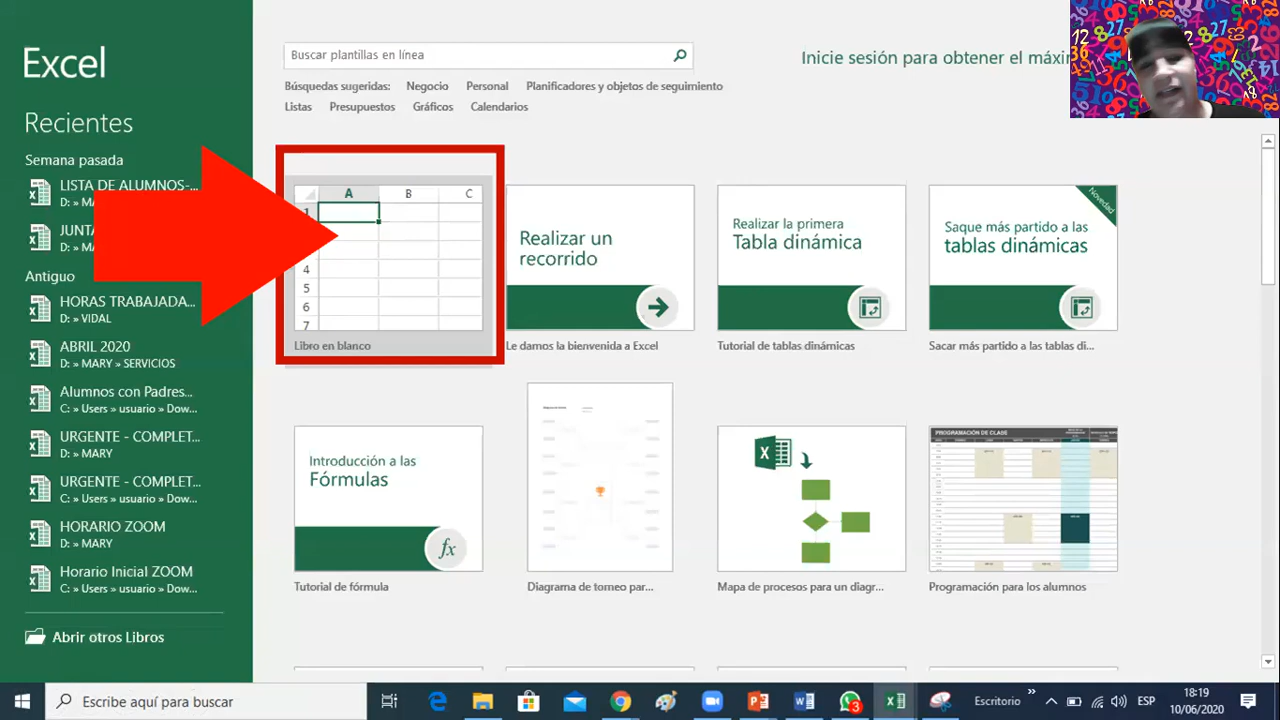 Excel
Buscar plantillas en línea
Inicie sesión para obtener el máxi
Búsquedas sugeridas: Negocio Personal Planificadores y objetos de seguimiento
Listas Presupuestos Gráficos Calendarios
Recientes
Semana pasada
LISTA DE ALUMNOS-...
D: » MA
JUNTA
D: » MA
Antiguo
HORAS TRABAJADA...
D: » VIDAL
ABRIL 2020
D: » MARY » SERVICIOS
Alumnos con Padres...
C: » Users » usuario » Dow...
URGENTE - COMPLET...
D: » MARY
URGENTE - COMPLET...
C: » Users » usuario » Dow...
HORARIO ZOOM
D: » MARY
Horario Inicial ZOOM
C: » Users » usuario » Dow...
Abrir otros Libros
A B C
1
4
5
6
7
Libro en blanco
Realizar un
recorrido
Le damos la bienvenida a Excel
Realizar la primera
Tabla dinámica
Tutorial de tablas dinámicas
Novedad
Saque más partido a las
tablas dinámicas
Sacar más partido a las tablas di...
Introducción a las
Fórmulas
fx
Tutorial de fórmula
Diagrama de torneo par...
X
Mapa de procesos para un diagr...
PROGRAMACIÓN DE CLASE
Programación para los alumnos
Escribe aquí para buscar
3
Escritorio
ESP
18:19
10/06/2020